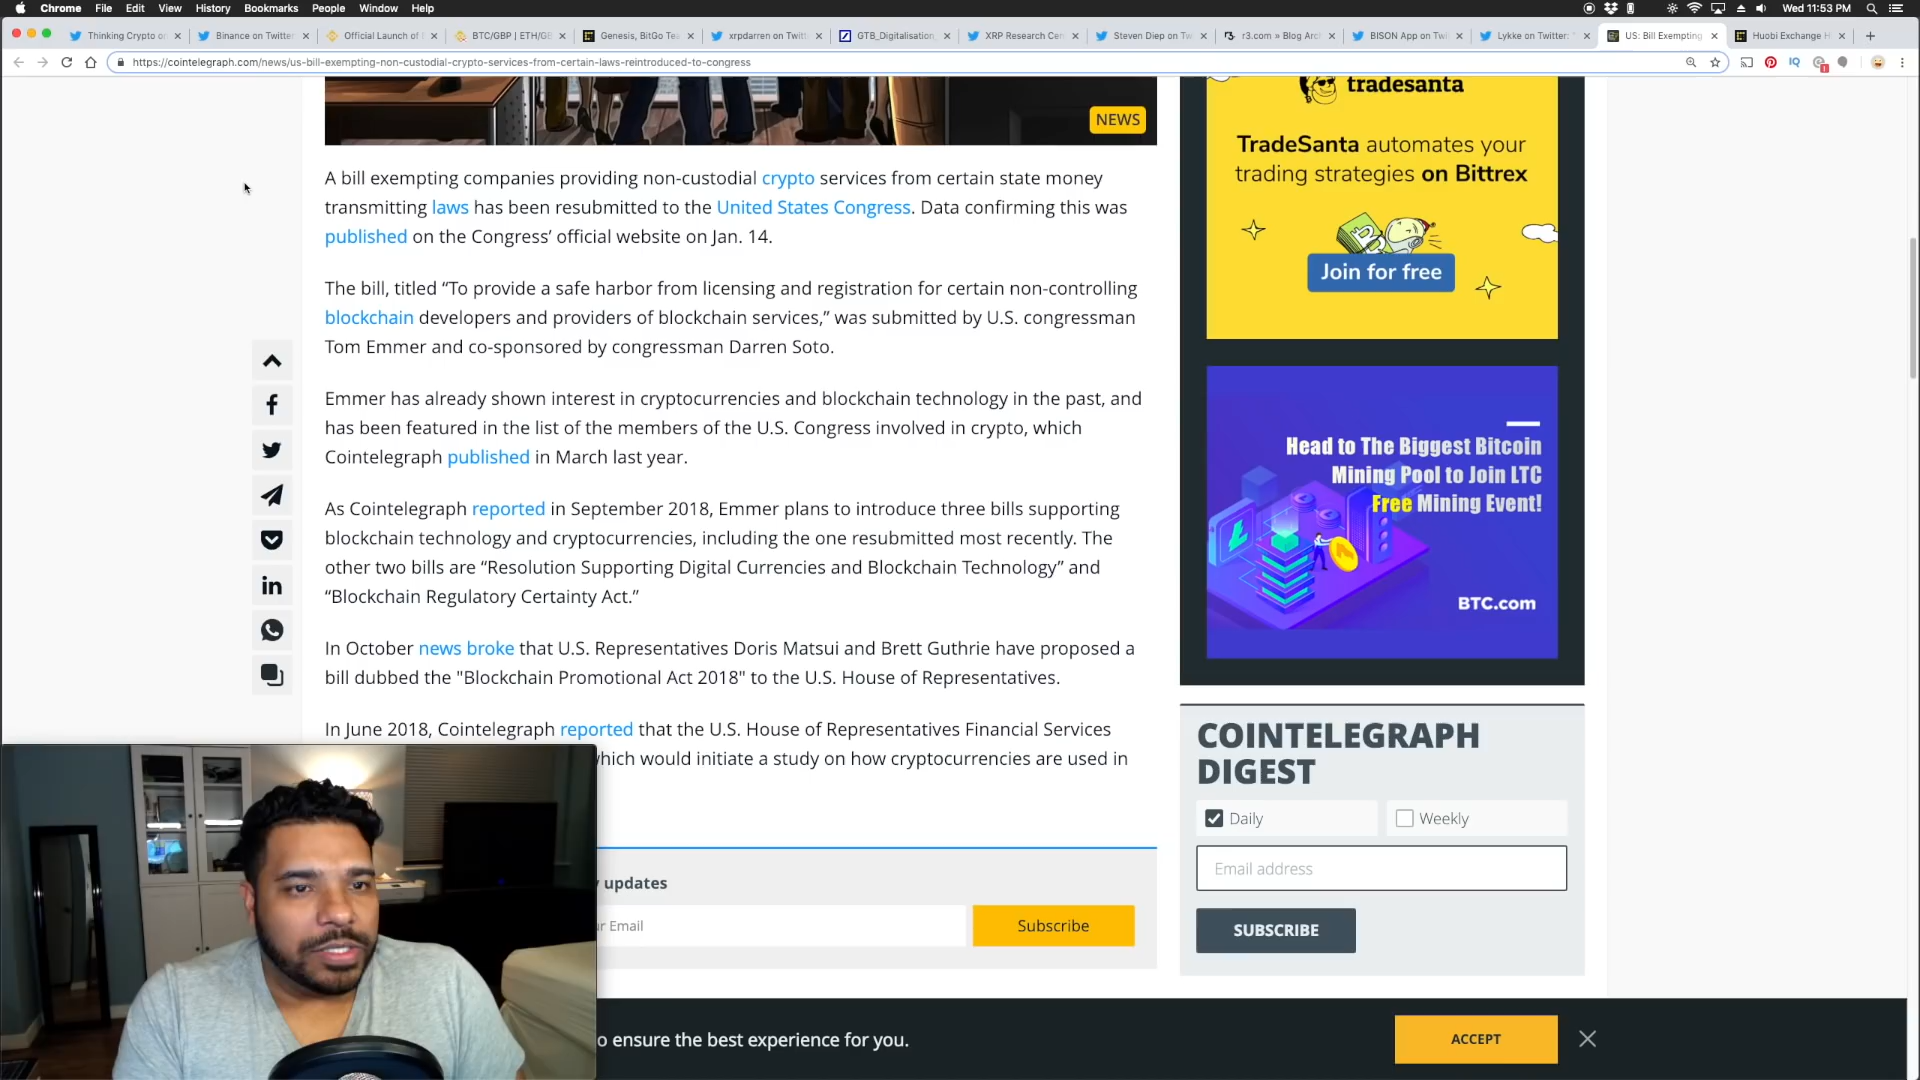 Chrome File Edit View History Bookmarks People Window Help
Wed 11:53 PM
Thinking Crypto o
Binance on Twitter
Official Launch of
BTC/GBP | ETH/G
Genesis, BitGo Te
xrpdarren on Twitt
GTB_Digitalisation
XRP Research Cen
Steven Diep on Tw
r3.com » Blog Arc
BISON App on Twi
Lykke on Twitter:
US: Bill Exempting
Huobi Exchange H
https://cointelegraph.com/news/us-bill-exempting-non-custodial-crypto-services-from-certain-laws-reintroduced-to-congress
NEWS
A bill exempting companies providing non-custodial crypto services from certain state money
transmitting laws has been resubmitted to the United States Congress. Data confirming this was
published on the Congress’ official website on Jan. 14.
The bill, titled “To provide a safe harbor from licensing and registration for certain non-controlling
blockchain developers and providers of blockchain services,” was submitted by U.S. congressman
Tom Emmer and co-sponsored by congressman Darren Soto.
Emmer has already shown interest in cryptocurrencies and blockchain technology in the past, and
has been featured in the list of the members of the U.S. Congress involved in crypto, which
Cointelegraph published in March last year.
As Cointelegraph reported in September 2018, Emmer plans to introduce three bills supporting
blockchain technology and cryptocurrencies, including the one resubmitted most recently. The
other two bills are “Resolution Supporting Digital Currencies and Blockchain Technology” and
“Blockchain Regulatory Certainty Act.”
In October news broke that U.S. Representatives Doris Matsui and Brett Guthrie have proposed a
bill dubbed the "Blockchain Promotional Act 2018" to the U.S. House of Representatives.
In June 2018, Cointelegraph reported that the U.S. House of Representatives Financial Services
which would initiate a study on how cryptocurrencies are used in
updates
Email
Subscribe
to ensure the best experience for you.
ACCEPT
tradesanta
TradeSanta automates your
trading strategies on Bittrex
Join for free
Head to The Biggest Bitcoin
Mining Pool to Join LTC
Free Mining Event!
BTC.com
COINTELEGRAPH
DIGEST
Daily
Weekly
Email address
SUBSCRIBE